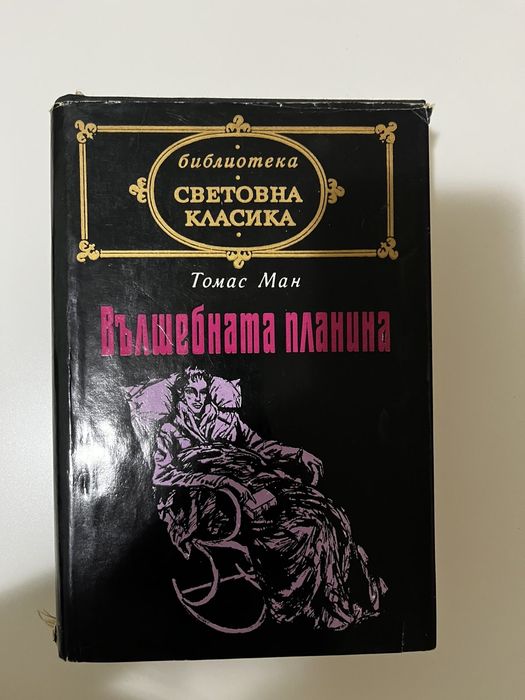 библиотека
СВЕТОВНА
КЛАСИКА
Томас Ман
Вълшебната планина